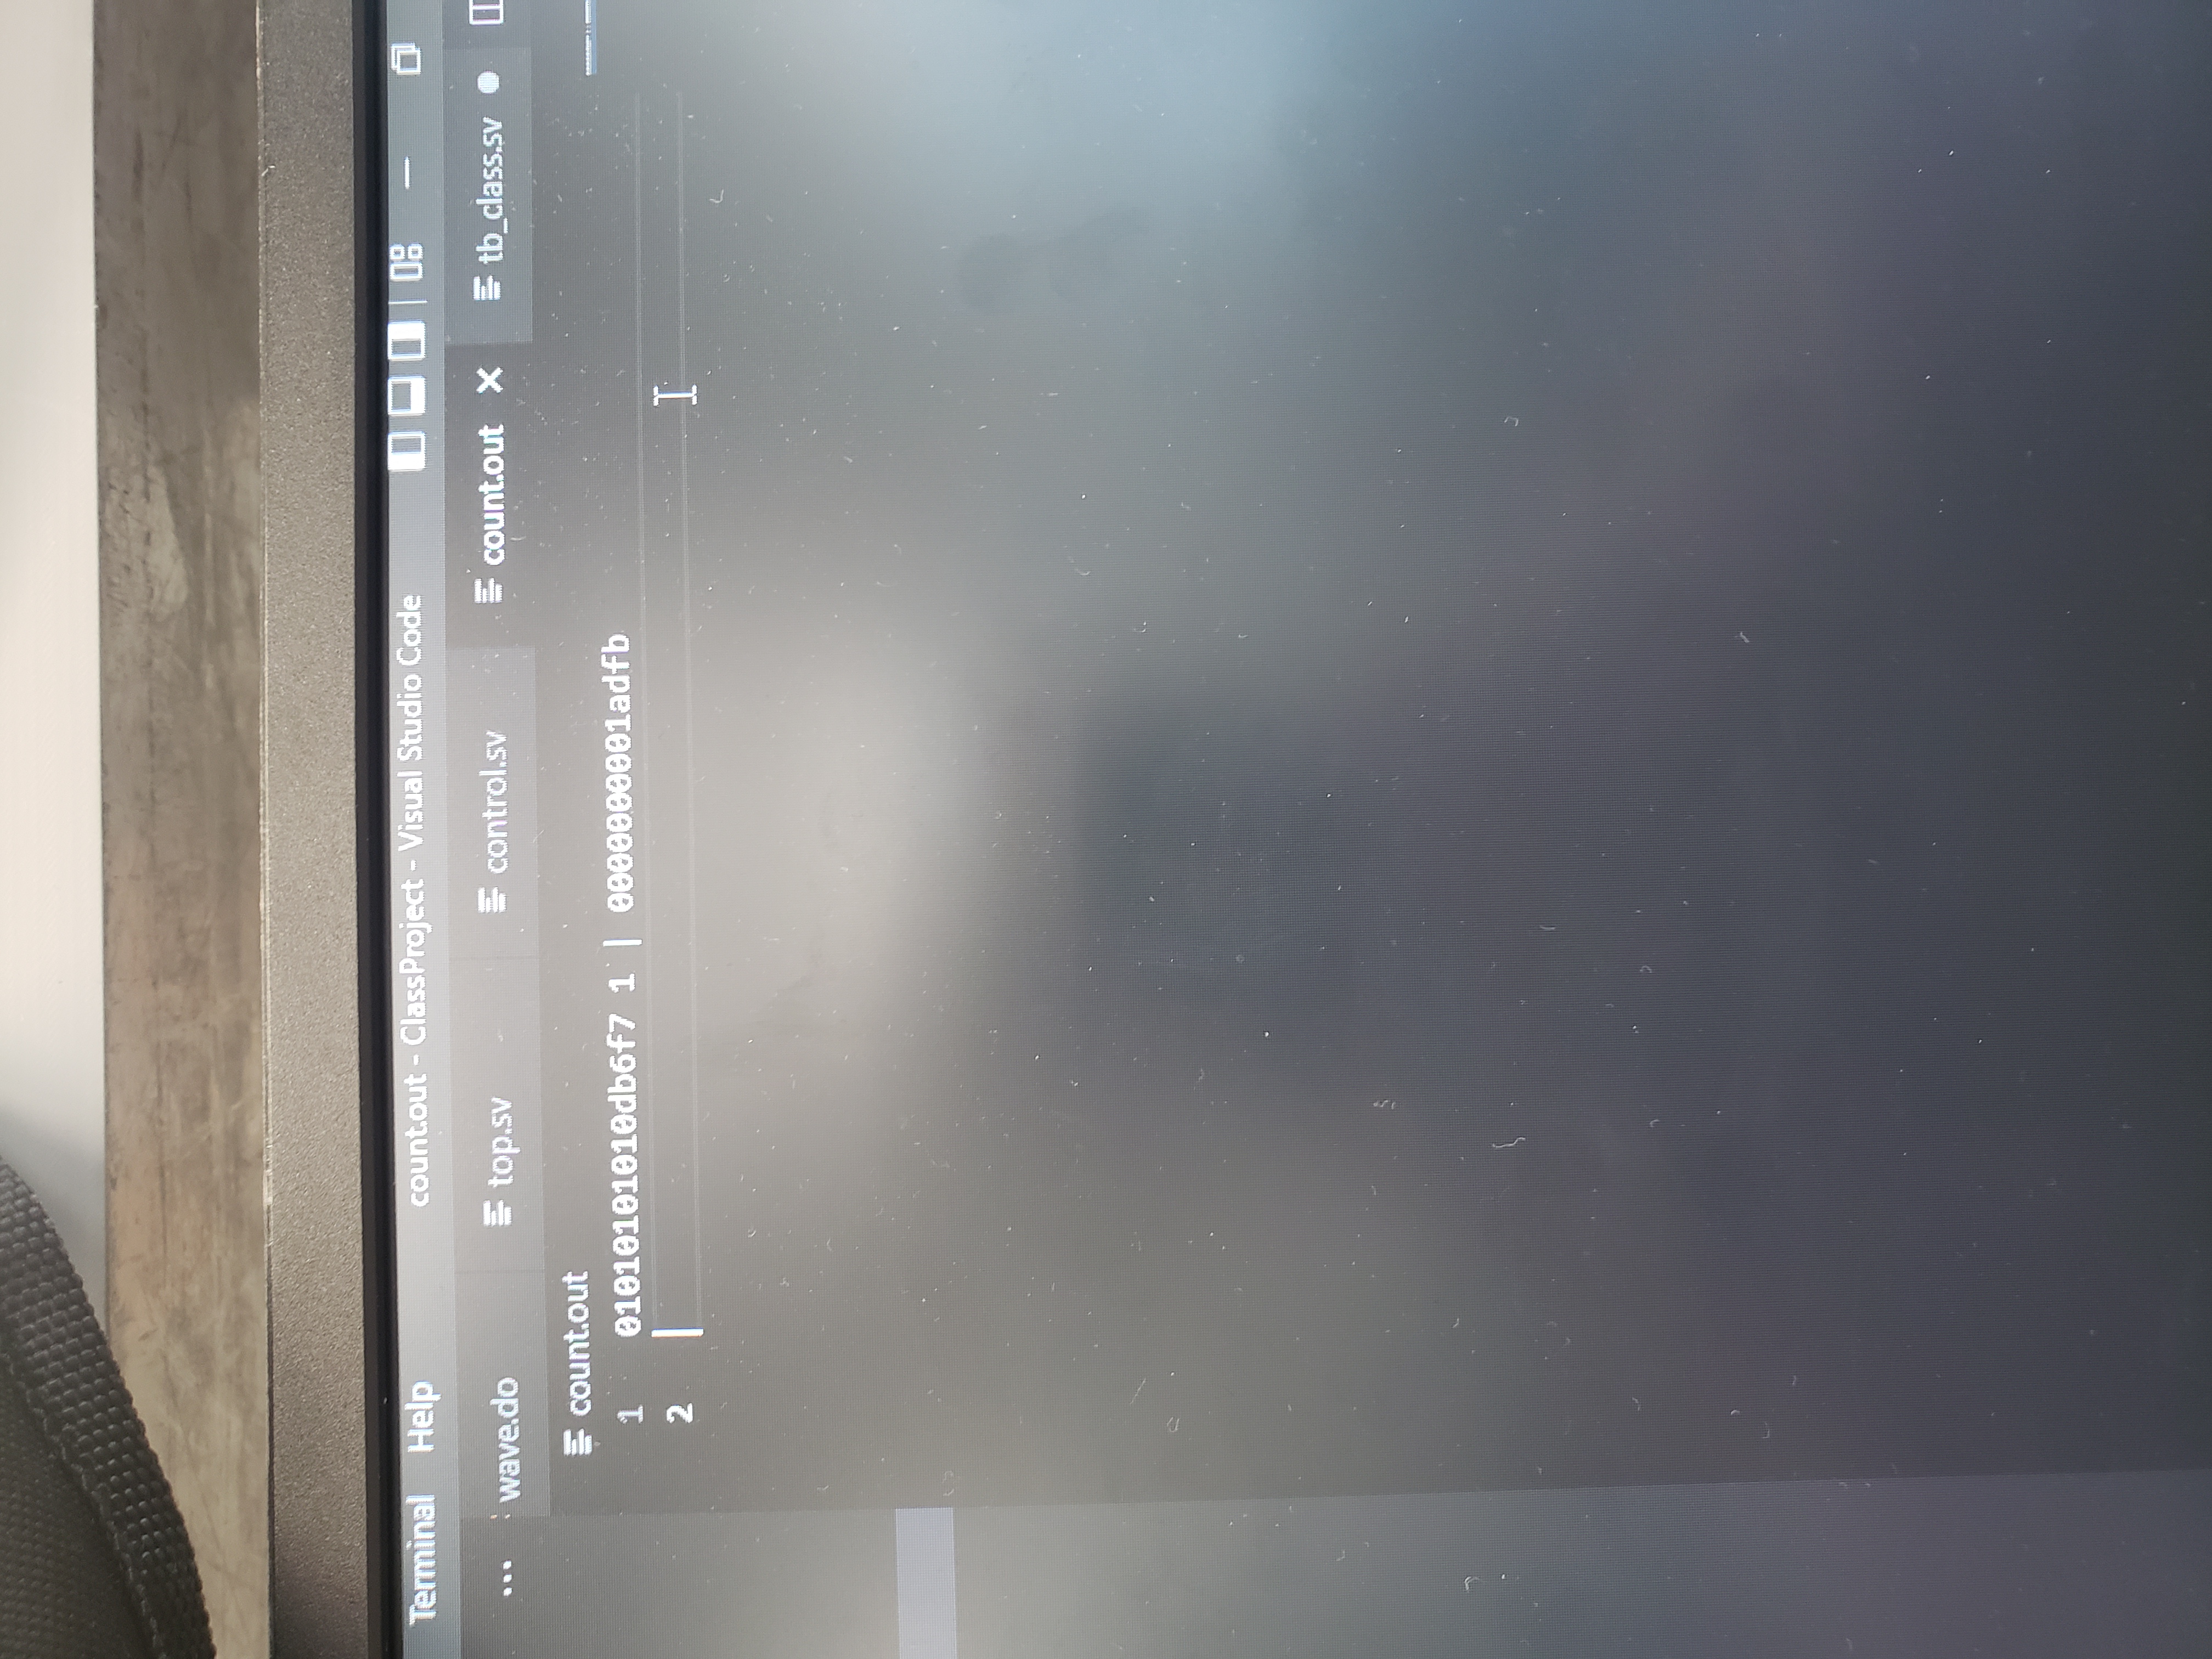 Terminal Help count.out - ClassProject - Visual Studio Code
... wave.do top.sv control.sv count.out tb_class.sv
count.out
1 01010101010db6f7 1 | 0000000001adfb
2